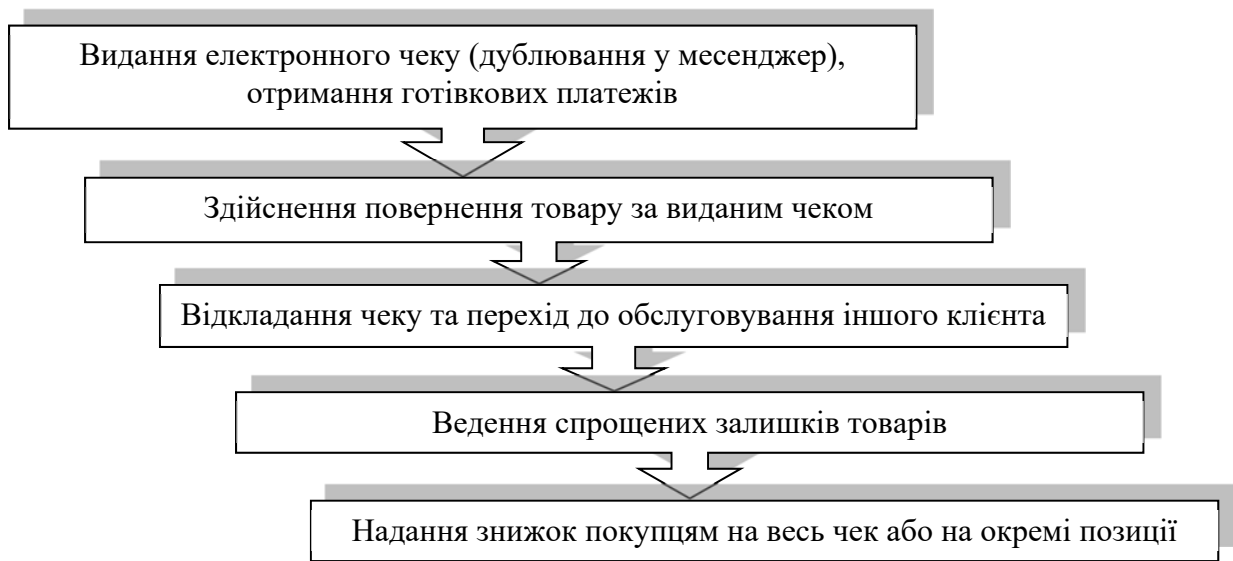 Видання електронного чеку (дублювання у месенджер),
отримання готівкових платежів
Здійснення повернення товару за виданим чеком
Відкладання чеку та перехід до обслуговування іншого клієнта
Ведення спрощених залишків товарів
Надання знижок покупцям на весь чек або на окремі позиції